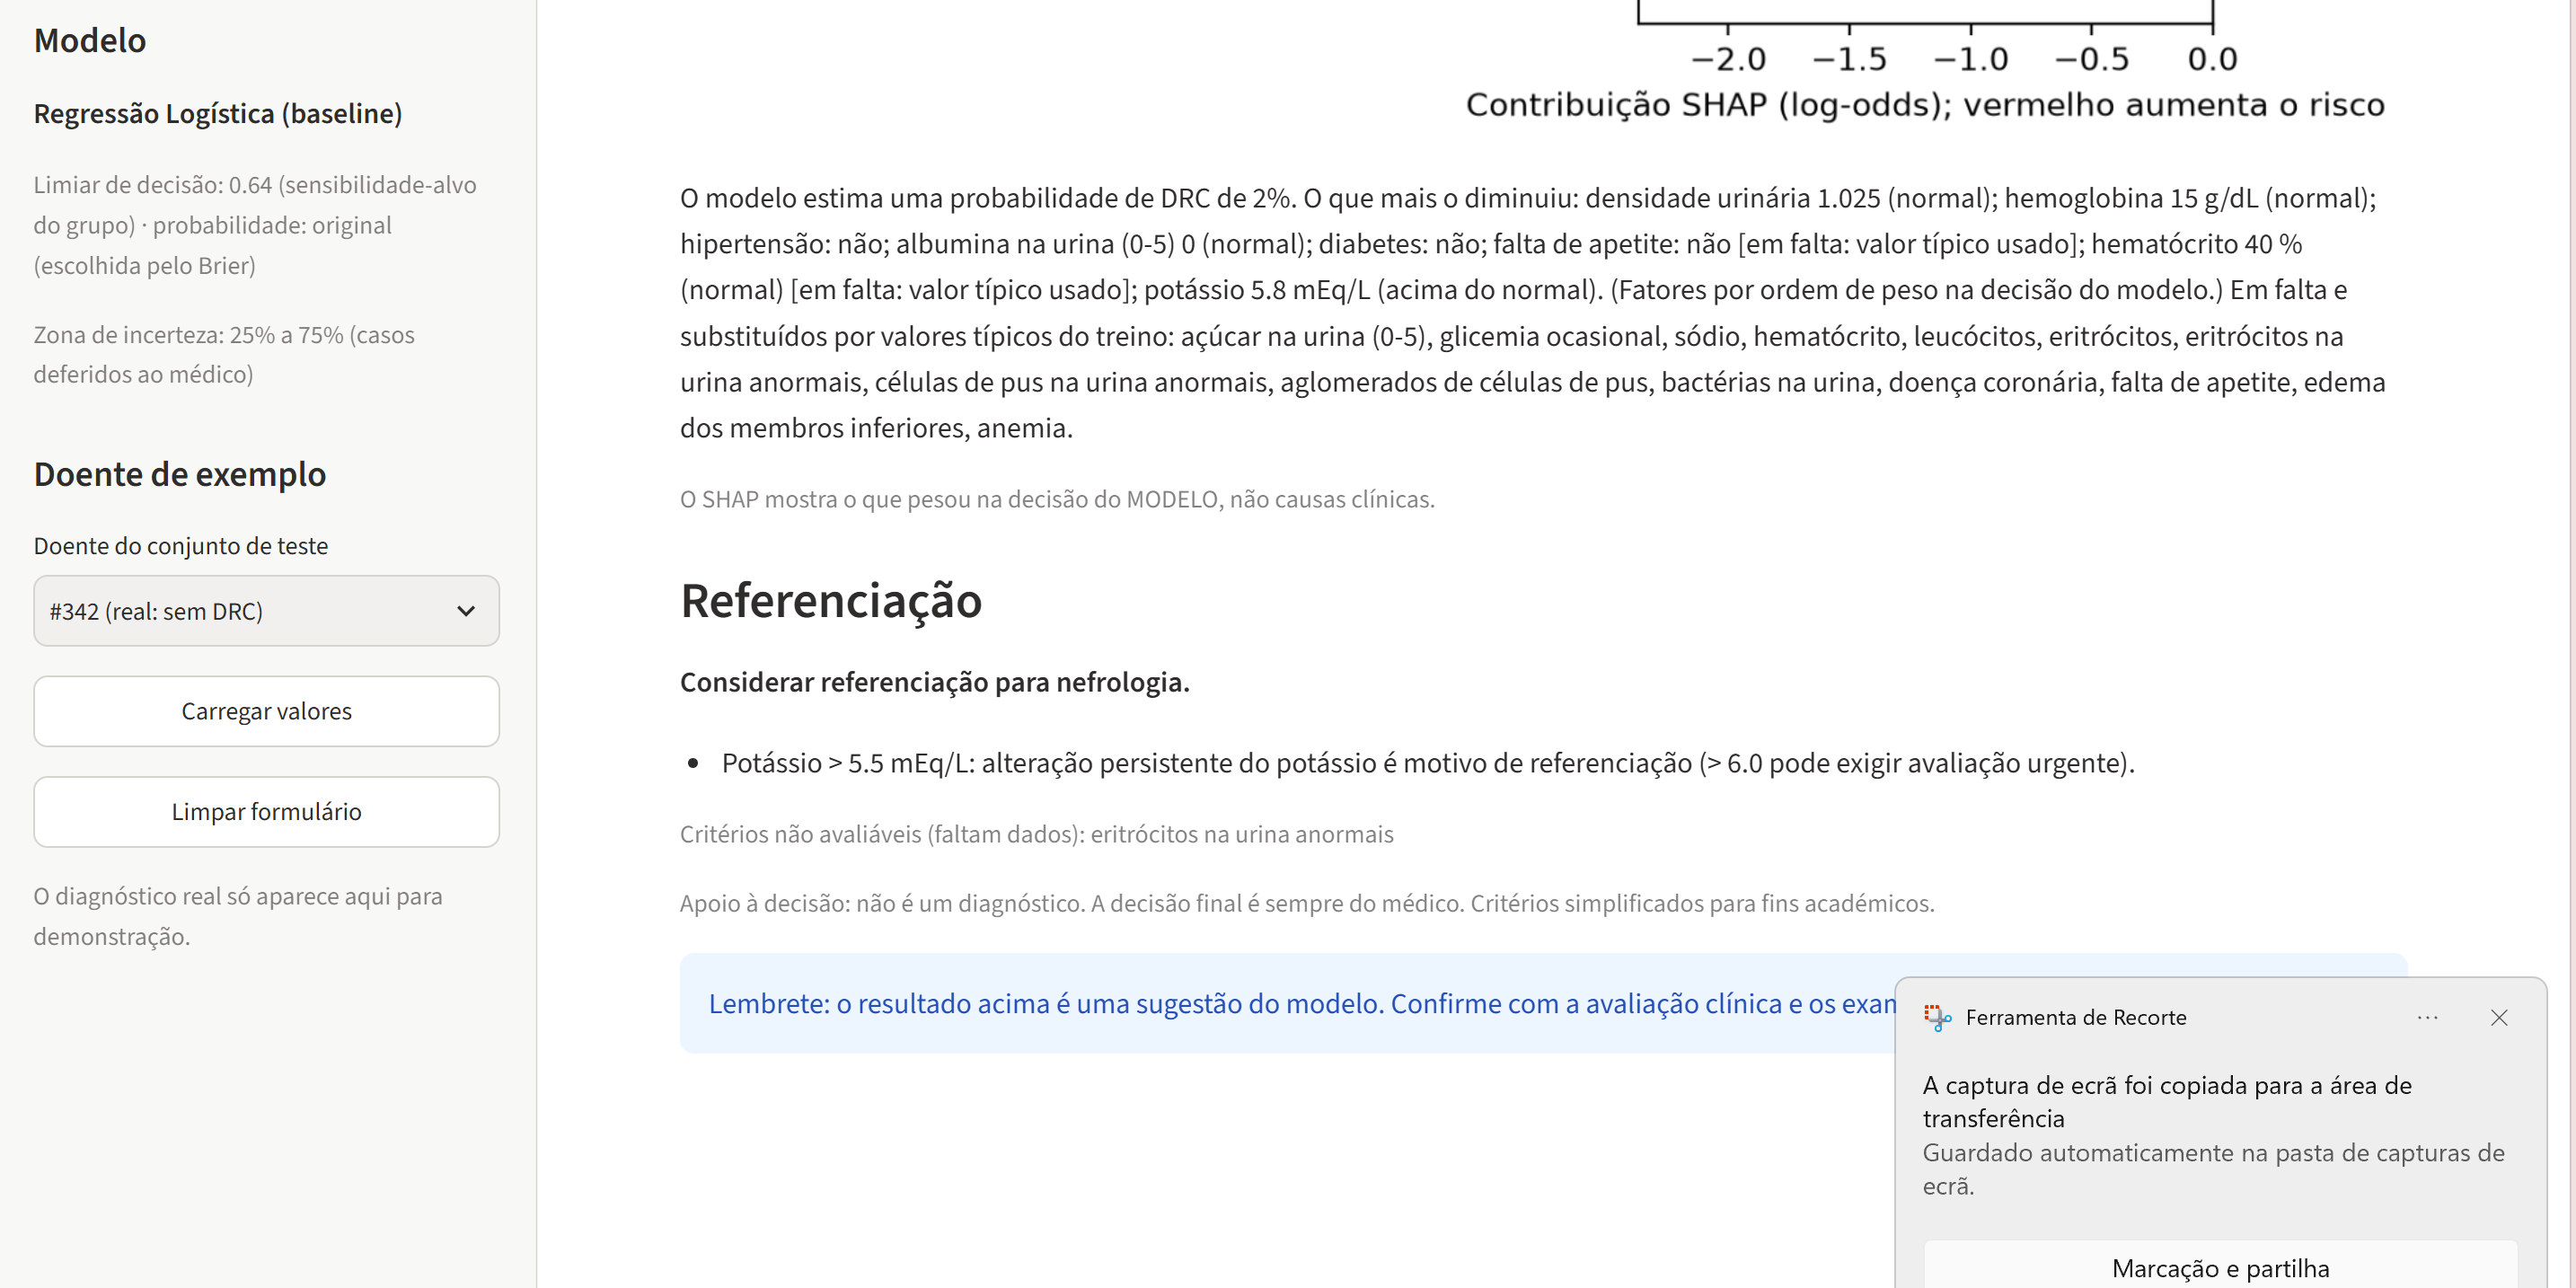 Modelo
Regressão Logística (baseline)
Limiar de decisão: 0.64 (sensibilidade-alvo
do grupo) · probabilidade: original
(escolhida pelo Brier)
Zona de incerteza: 25% a 75% (casos
deferidos ao médico)
Doente de exemplo
Doente do conjunto de teste
#342 (real: sem DRC)
Carregar valores
Limpar formulário
O diagnóstico real só aparece aqui para
demonstração.
−2.0 −1.5 −1.0 −0.5 0.0
Contribuição SHAP (log-odds); vermelho aumenta o risco
O modelo estima uma probabilidade de DRC de 2%. O que mais o diminuiu: densidade urinária 1.025 (normal); hemoglobina 15 g/dL (normal);
hipertensão: não; albumina na urina (0-5) 0 (normal); diabetes: não; falta de apetite: não [em falta: valor típico usado]; hematócrito 40 %
(normal) [em falta: valor típico usado]; potássio 5.8 mEq/L (acima do normal). (Fatores por ordem de peso na decisão do modelo.) Em falta e
substituídos por valores típicos do treino: açúcar na urina (0-5), glicemia ocasional, sódio, hematócrito, leucócitos, eritrócitos, eritrócitos na
urina anormais, células de pus na urina anormais, aglomerados de células de pus, bactérias na urina, doença coronária, falta de apetite, edema
dos membros inferiores, anemia.
O SHAP mostra o que pesou na decisão do MODELO, não causas clínicas.
Referenciação
Considerar referenciação para nefrologia.
• Potássio > 5.5 mEq/L: alteração persistente do potássio é motivo de referenciação (> 6.0 pode exigir avaliação urgente).
Critérios não avaliáveis (faltam dados): eritrócitos na urina anormais
Apoio à decisão: não é um diagnóstico. A decisão final é sempre do médico. Critérios simplificados para fins académicos.
Lembrete: o resultado acima é uma sugestão do modelo. Confirme com a avaliação clínica e os exan
Ferramenta de Recorte
A captura de ecrã foi copiada para a área de
transferência
Guardado automaticamente na pasta de capturas de
ecrã.
Marcação e partilha